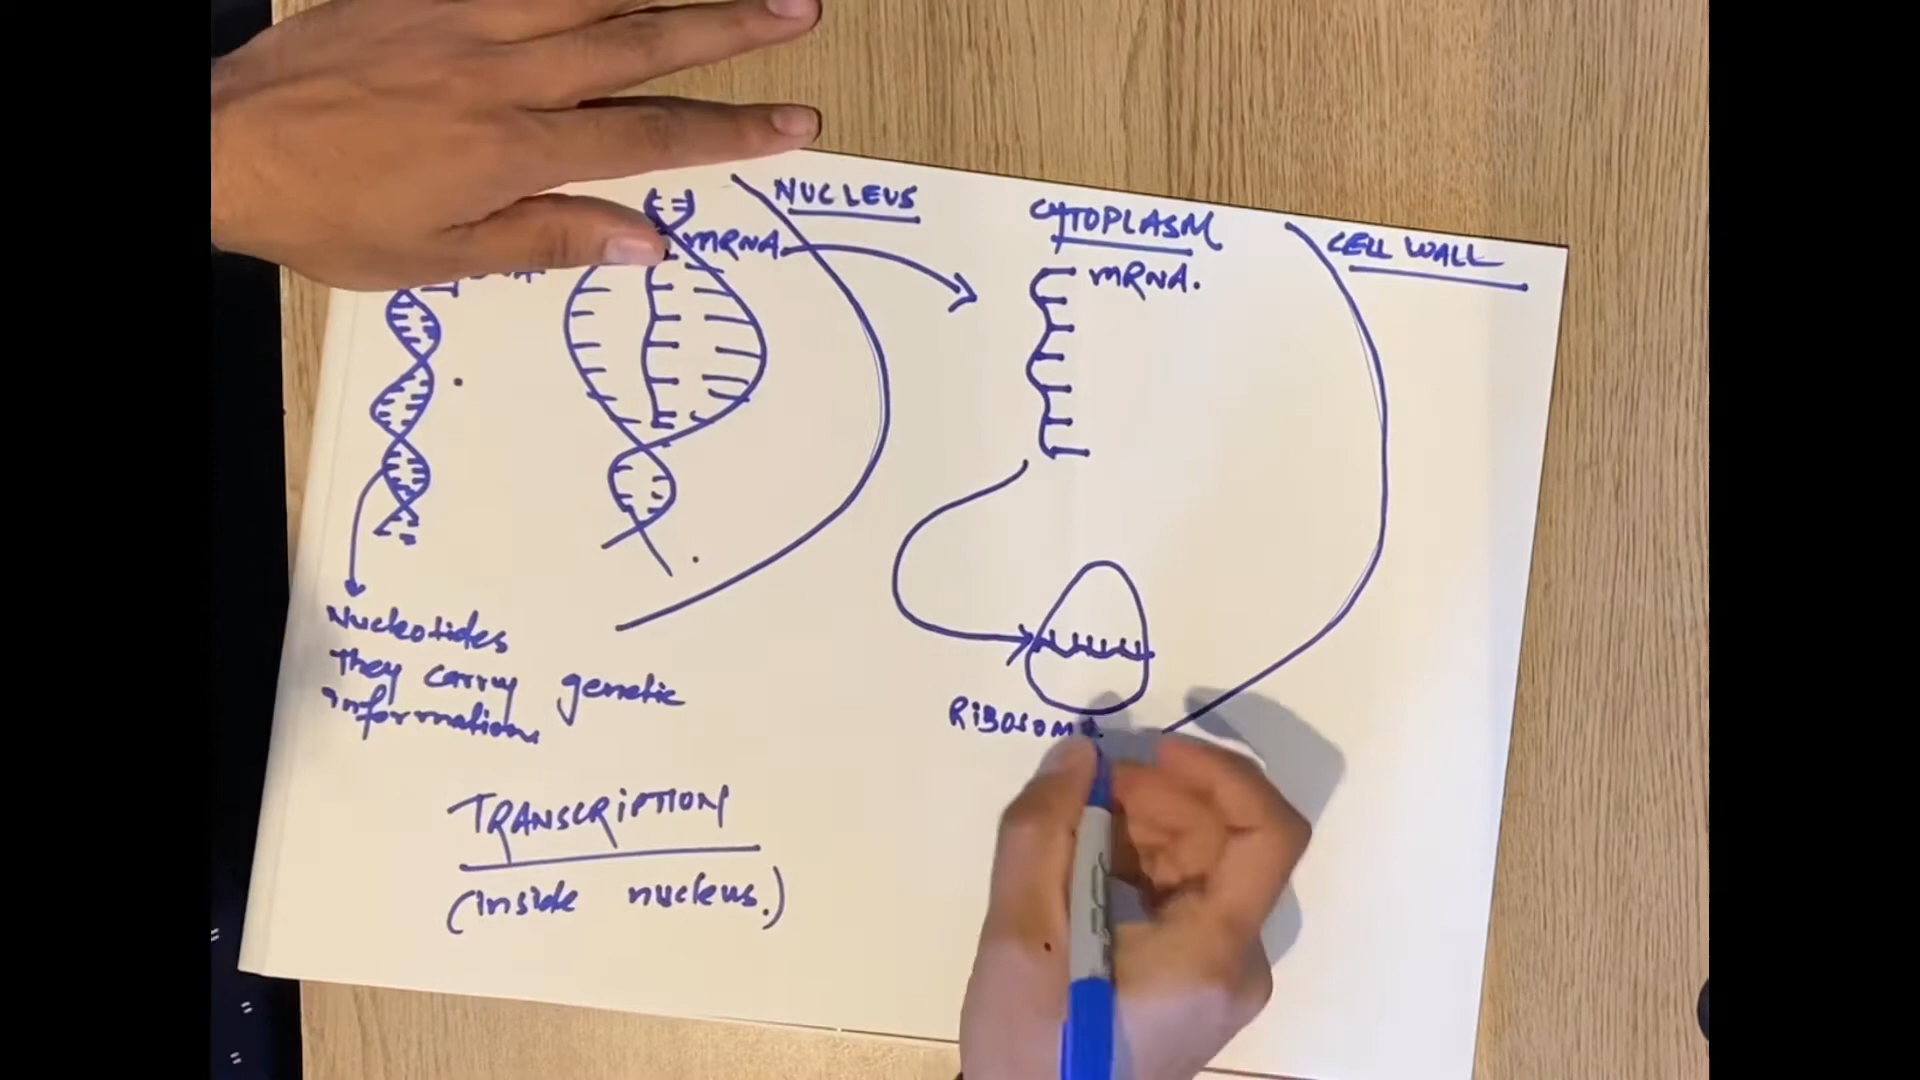 NUCLEUS
CYTOPLASM
CELL WALL
mRNA
mRNA.
Nucleotides
They carry genetic
information
Ribosome
TRANSCRIPTION
(inside nucleus.)